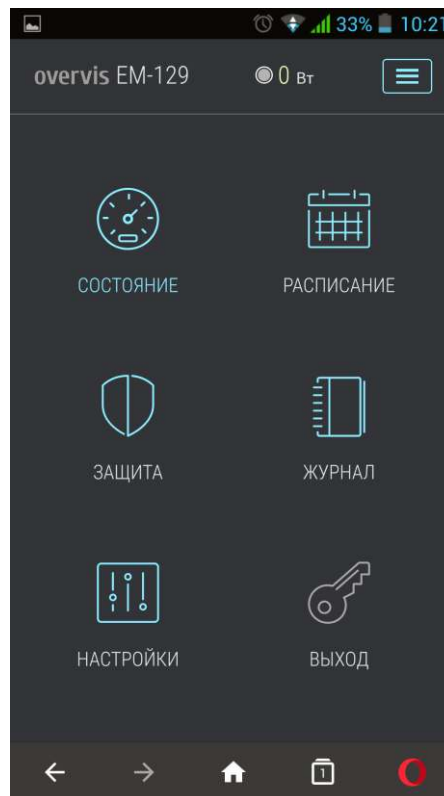 33% 10:21
overvis EM-129 0 Вт
СОСТОЯНИЕ РАСПИСАНИЕ
ЗАЩИТА ЖУРНАЛ
НАСТРОЙКИ ВЫХОД
1